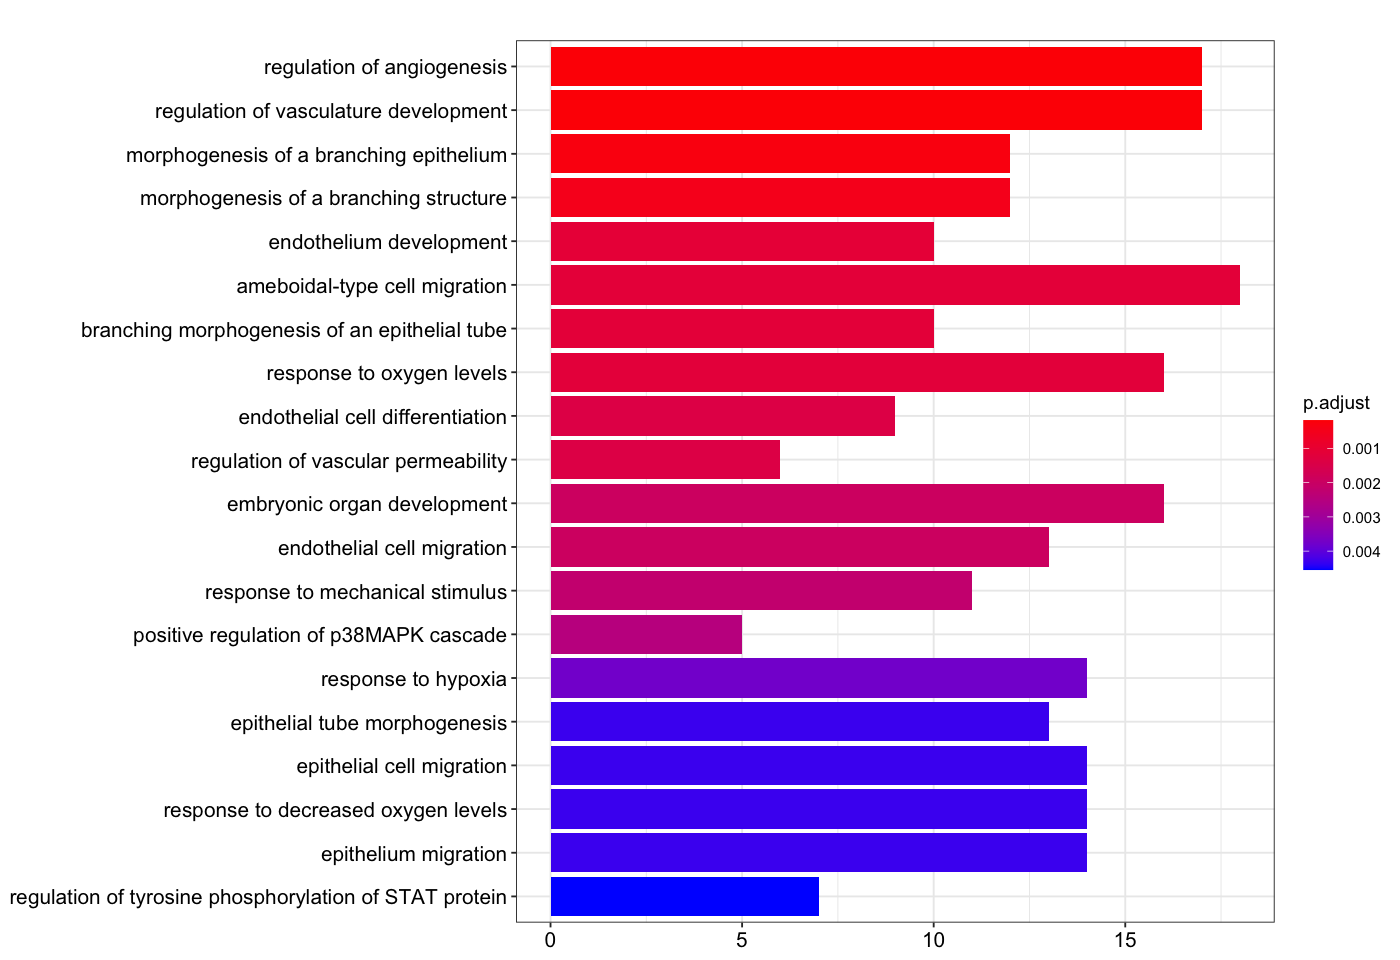 regulation of angiogenesis
regulation of vasculature development
morphogenesis of a branching epithelium
morphogenesis of a branching structure
endothelium development
ameboidal-type cell migration
branching morphogenesis of an epithelial tube
response to oxygen levels
endothelial cell differentiation
regulation of vascular permeability
embryonic organ development
endothelial cell migration
response to mechanical stimulus
positive regulation of p38MAPK cascade
response to hypoxia
epithelial tube morphogenesis
epithelial cell migration
response to decreased oxygen levels
epithelium migration
regulation of tyrosine phosphorylation of STAT protein
0 5 10 15
p.adjust
0.001
0.002
0.003
0.004